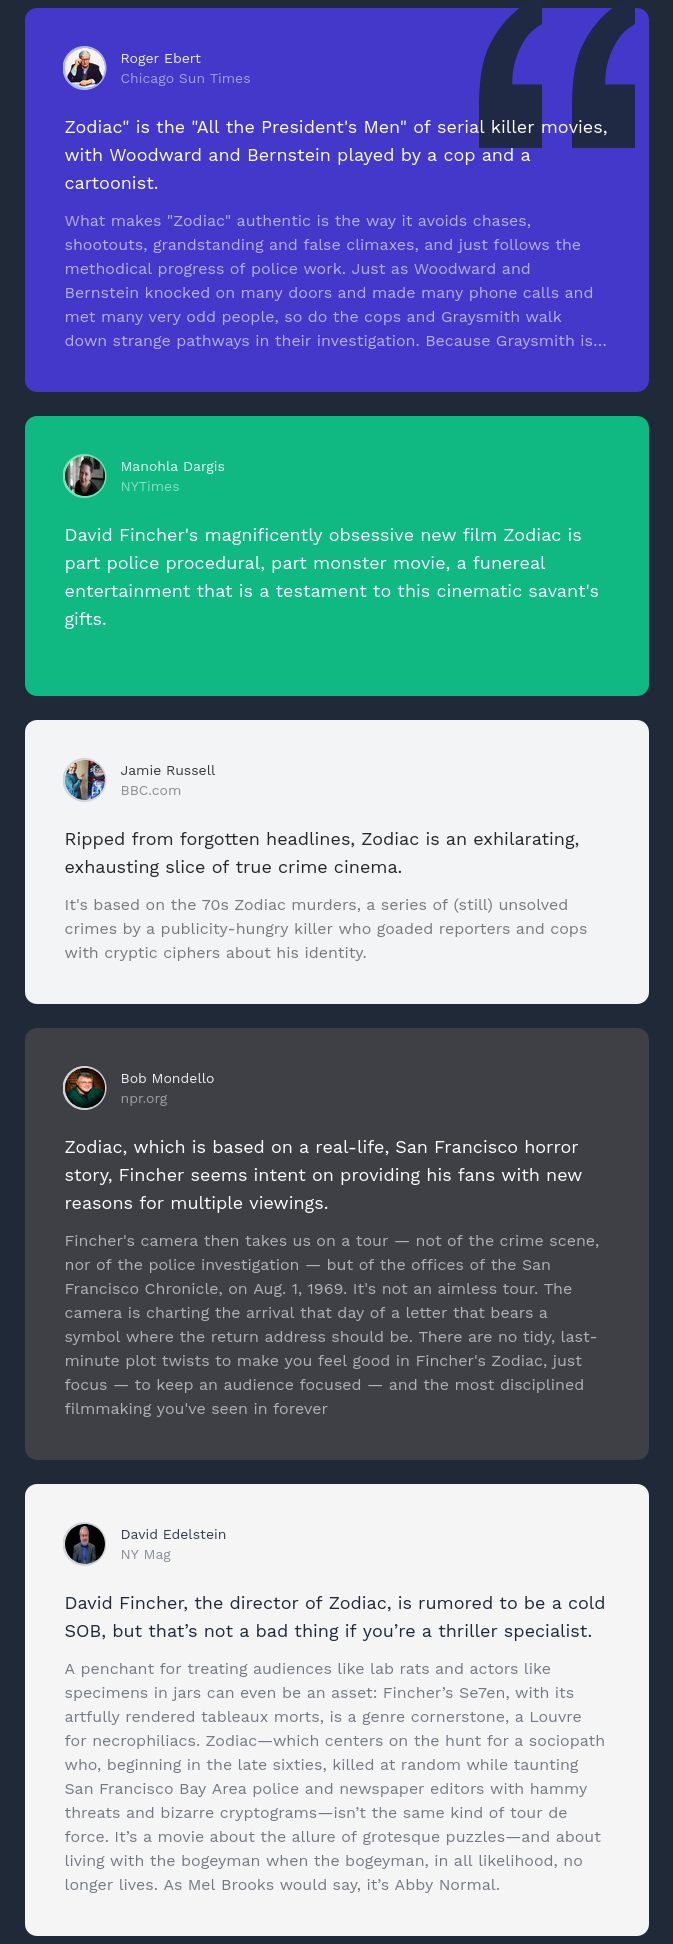 Roger Ebert
Chicago Sun Times
Zodiac" is the "All the President's Men" of serial killer movies,
with Woodward and Bernstein played by a cop and a
cartoonist.
What makes "Zodiac" authentic is the way it avoids chases,
shootouts, grandstanding and false climaxes, and just follows the
methodical progress of police work. Just as Woodward and
Bernstein knocked on many doors and made many phone calls and
met many very odd people, so do the cops and Graysmith walk
down strange pathways in their investigation. Because Graysmith is…
Manohla Dargis
NYTimes
David Fincher's magnificently obsessive new film Zodiac is
part police procedural, part monster movie, a funereal
entertainment that is a testament to this cinematic savant's
gifts.
Jamie Russell
BBC.com
Ripped from forgotten headlines, Zodiac is an exhilarating,
exhausting slice of true crime cinema.
It's based on the 70s Zodiac murders, a series of (still) unsolved
crimes by a publicity-hungry killer who goaded reporters and cops
with cryptic ciphers about his identity.
Bob Mondello
npr.org
Zodiac, which is based on a real-life, San Francisco horror
story, Fincher seems intent on providing his fans with new
reasons for multiple viewings.
Fincher's camera then takes us on a tour — not of the crime scene,
nor of the police investigation — but of the offices of the San
Francisco Chronicle, on Aug. 1, 1969. It's not an aimless tour. The
camera is charting the arrival that day of a letter that bears a
symbol where the return address should be. There are no tidy, last-
minute plot twists to make you feel good in Fincher's Zodiac, just
focus — to keep an audience focused — and the most disciplined
filmmaking you've seen in forever
David Edelstein
NY Mag
David Fincher, the director of Zodiac, is rumored to be a cold
SOB, but that’s not a bad thing if you’re a thriller specialist.
A penchant for treating audiences like lab rats and actors like
specimens in jars can even be an asset: Fincher’s Se7en, with its
artfully rendered tableaux morts, is a genre cornerstone, a Louvre
for necrophiliacs. Zodiac—which centers on the hunt for a sociopath
who, beginning in the late sixties, killed at random while taunting
San Francisco Bay Area police and newspaper editors with hammy
threats and bizarre cryptograms—isn’t the same kind of tour de
force. It’s a movie about the allure of grotesque puzzles—and about
living with the bogeyman when the bogeyman, in all likelihood, no
longer lives. As Mel Brooks would say, it’s Abby Normal.